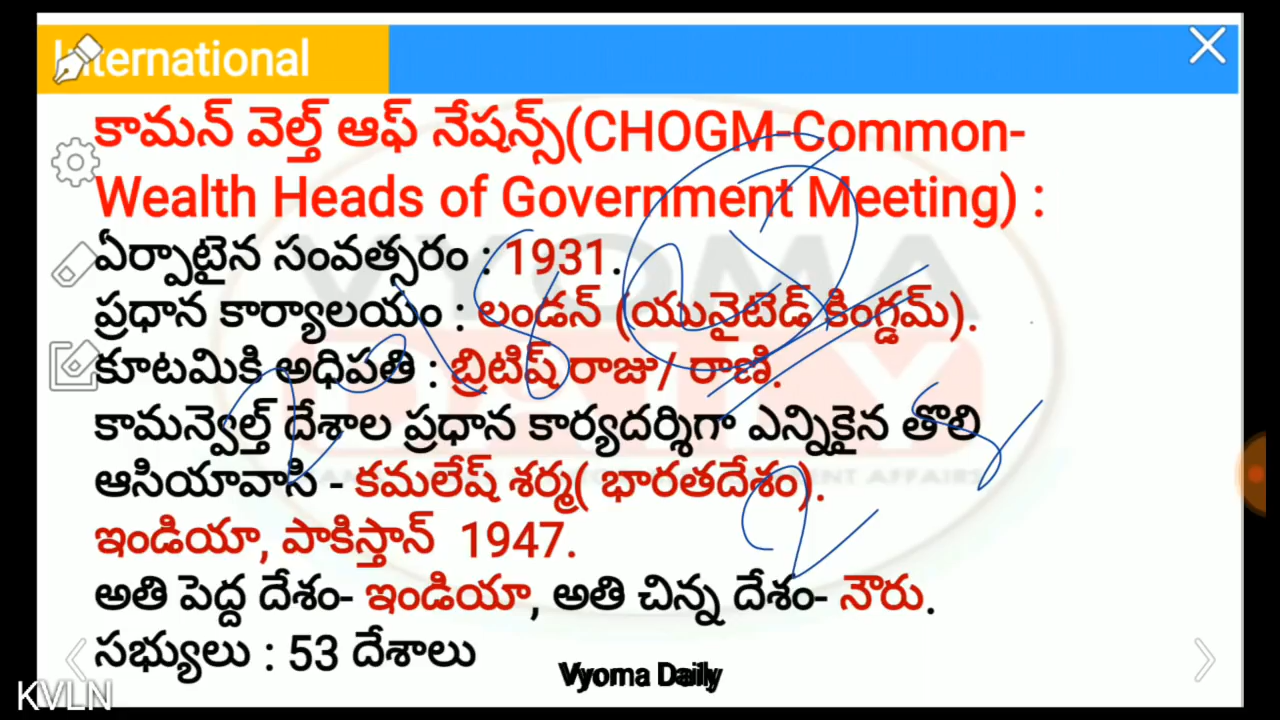 International
కామన్ వెల్త్ ఆఫ్ నేషన్స్(CHOGM-Common-
Wealth Heads of Government Meeting) :
ఏర్పాటైన సంవత్సరం : 1931.
ప్రధాన కార్యాలయం : లండన్ (యునైటెడ్ కింగ్డమ్).
కూటమికి అధిపతి : బ్రిటిష్ రాజు/ రాణి.
కామన్వెల్త్ దేశాల ప్రధాన కార్యదర్శిగా ఎన్నికైన తొలి
ఆసియావాసి - కమలేష్ శర్మ( భారతదేశం).
ఇండియా, పాకిస్తాన్ 1947.
అతి పెద్ద దేశం- ఇండియా, అతి చిన్న దేశం- నౌరు.
సభ్యులు : 53 దేశాలు
Vyoma Daily
KVLN